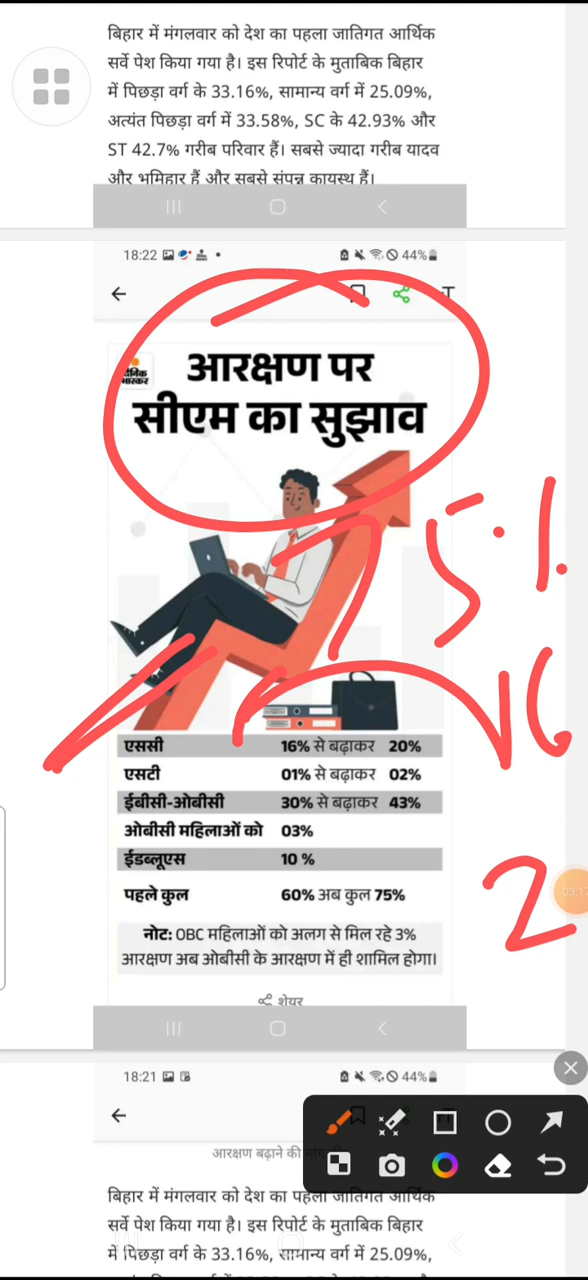 बिहार में मंगलवार को देश का पहला जातिगत आर्थिक
सर्वे पेश किया गया है। इस रिपोर्ट के मुताबिक बिहार
में पिछड़ा वर्ग के 33.16%, सामान्य वर्ग में 25.09%,
अत्यंत पिछड़ा वर्ग में 33.58%, SC के 42.93% और
ST 42.7% गरीब परिवार हैं। सबसे ज्यादा गरीब यादव
और भूमिहार हैं और सबसे संपन्न कायस्थ हैं।
18:22 44%
T
दैनिक
भास्कर
आरक्षण पर
सीएम का सुझाव
5%
16
एससी 16% से बढ़ाकर 20%
एसटी 01% से बढ़ाकर 02%
ईबीसी-ओबीसी 30% से बढ़ाकर 43%
ओबीसी महिलाओं को 03%
ईडब्लूएस 10 %
पहले कुल 60% अब कुल 75%
2
03:17
नोट: OBC महिलाओं को अलग से मिल रहे 3%
आरक्षण अब ओबीसी के आरक्षण में ही शामिल होगा।
शेयर
18:21 44%
आरक्षण बढ़ाने की
बिहार में मंगलवार को देश का पहला जातिगत आर्थिक
सर्वे पेश किया गया है। इस रिपोर्ट के मुताबिक बिहार
में पिछड़ा वर्ग के 33.16%, सामान्य वर्ग में 25.09%,